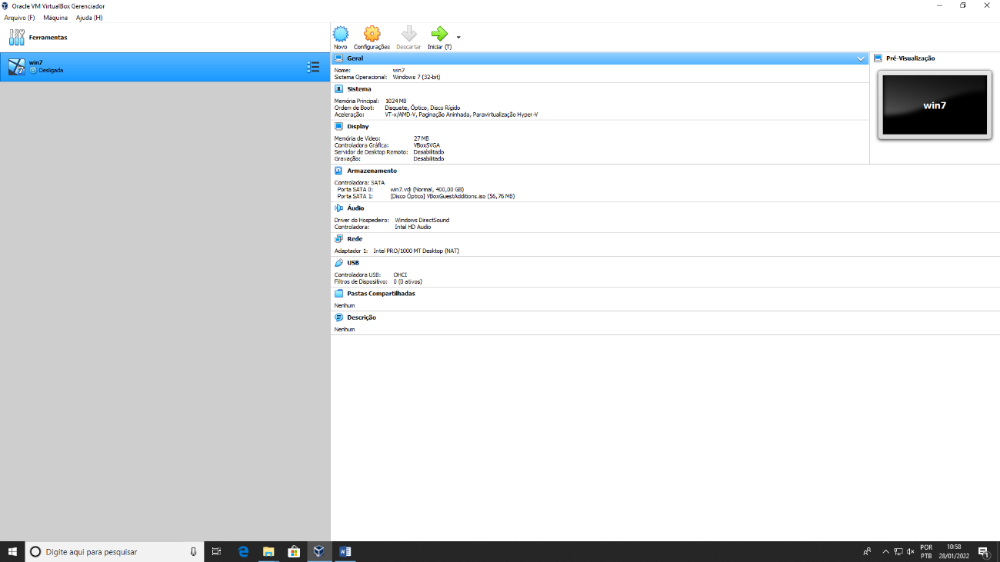 Oracle VM VirtualBox Gerenciador
Arquivo (F) Máquina Ajuda (H)
Ferramentas
win7
Desligada
Novo Configurações Descartar Iniciar (T)
Geral
Nome: win7
Sistema Operacional: Windows 7 (32-bit)
Sistema
Memória Principal: 1024 MB
Ordem de Boot: Disquete, Óptico, Disco Rígido
Aceleração: VT-x/AMD-V, Paginação Aninhada, Paravirtualização Hyper-V
Display
Memória de Vídeo: 27 MB
Controladora Gráfica: VBoxSVGA
Servidor de Desktop Remoto: Desabilitado
Gravação: Desabilitado
Armazenamento
Controladora: SATA
Porta SATA 0: win7.vdi (Normal, 400,00 GB)
Porta SATA 1: [Disco Óptico] VBoxGuestAdditions.iso (56,76 MB)
Áudio
Driver do Hospedeiro: Windows DirectSound
Controladora: Intel HD Audio
Rede
Adaptador 1: Intel PRO/1000 MT Desktop (NAT)
USB
Controladora USB: OHCI
Filtros de Dispositivo: 0 (0 ativos)
Pastas Compartilhadas
Nenhum
Descrição
Nenhum
Pré-Visualização
win7
Digite aqui para pesquisar
POR
PTB
10:58
28/01/2022
1